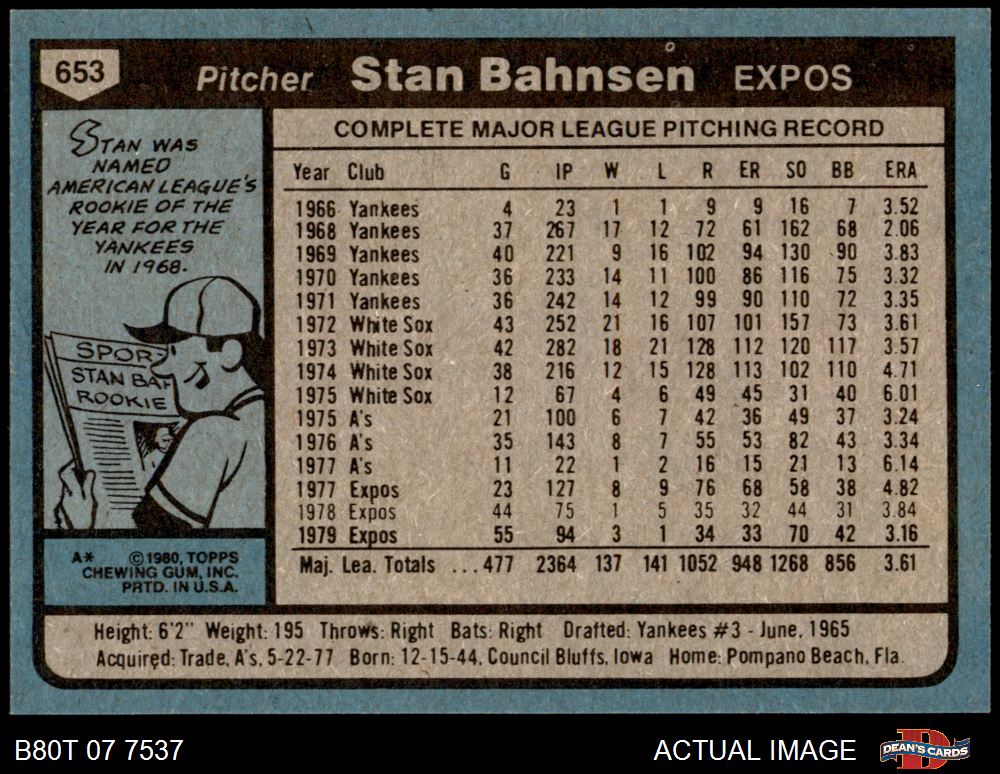 653 Pitcher Stan Bahnsen EXPOS
STAN WAS
NAMED
AMERICAN LEAGUE'S
ROOKIE OF THE
YEAR FOR THE
YANKEES
IN 1968.
SPOR
STAN BA
ROOKIE
A* © 1980, TOPPS
CHEWING GUM, INC.
PRTD. IN U.S.A.
COMPLETE MAJOR LEAGUE PITCHING RECORD
Year Club G IP W L R ER SO BB ERA
1966 Yankees 4 23 1 1 9 9 16 7 3.52
1968 Yankees 37 267 17 12 72 61 162 68 2.06
1969 Yankees 40 221 9 16 102 94 130 90 3.83
1970 Yankees 36 233 14 11 100 86 116 75 3.32
1971 Yankees 36 242 14 12 99 90 110 72 3.35
1972 White Sox 43 252 21 16 107 101 157 73 3.61
1973 White Sox 42 282 18 21 128 112 120 117 3.57
1974 White Sox 38 216 12 15 128 113 102 110 4.71
1975 White Sox 12 67 4 6 49 45 31 40 6.01
1975 A's 21 100 6 7 42 36 49 37 3.24
1976 A's 35 143 8 7 55 53 82 43 3.34
1977 A's 11 22 1 2 16 15 21 13 6.14
1977 Expos 23 127 8 9 76 68 58 38 4.82
1978 Expos 44 75 1 5 35 32 44 31 3.84
1979 Expos 55 94 3 1 34 33 70 42 3.16
Maj. Lea. Totals ...477 2364 137 141 1052 948 1268 856 3.61
Height: 6'2" Weight: 195 Throws: Right Bats: Right Drafted: Yankees #3 - June, 1965
Acquired: Trade, A's, 5-22-77 Born: 12-15-44, Council Bluffs, Iowa Home: Pompano Beach, Fla.
B80T 07 7537 ACTUAL IMAGE DEAN'S CARDS